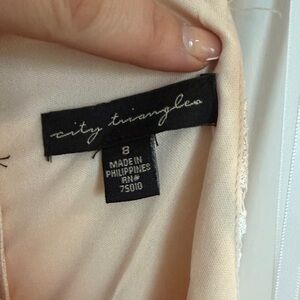 city triangles
8
MADE IN
PHILIPPINES
RN#
75010